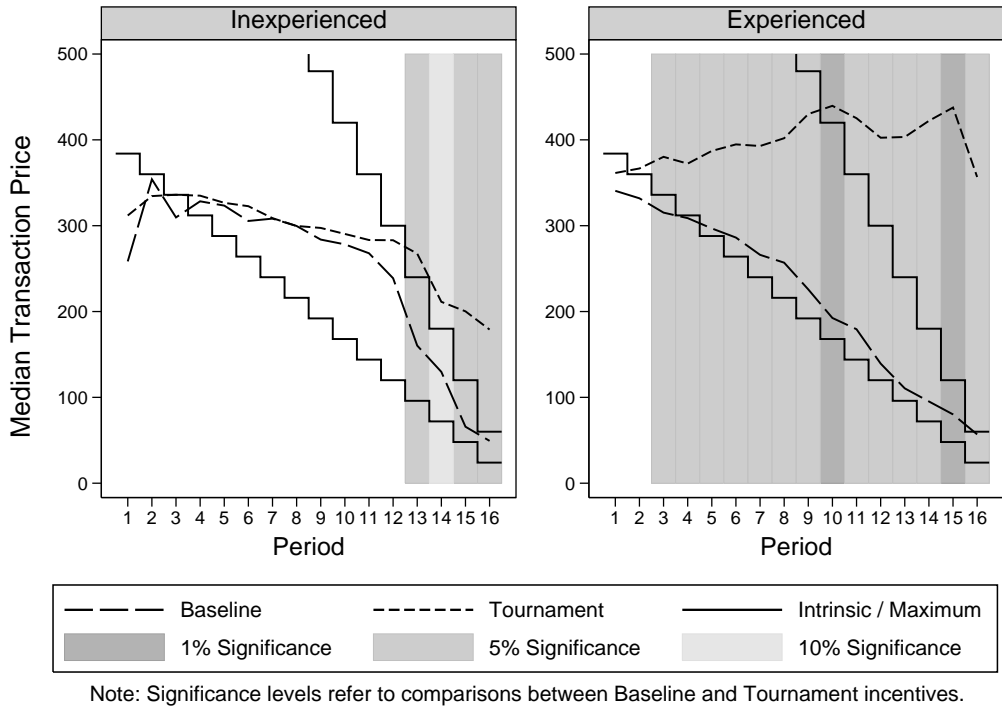 Inexperienced
Experienced
Median Transaction Price
500
400
300
200
100
0
1 2 3 4 5 6 7 8 9 10 11 12 13 14 15 16
Period
500
400
300
200
100
0
1 2 3 4 5 6 7 8 9 10 11 12 13 14 15 16
Period
Baseline Tournament Intrinsic / Maximum
1% Significance 5% Significance 10% Significance
Note: Significance levels refer to comparisons between Baseline and Tournament incentives.